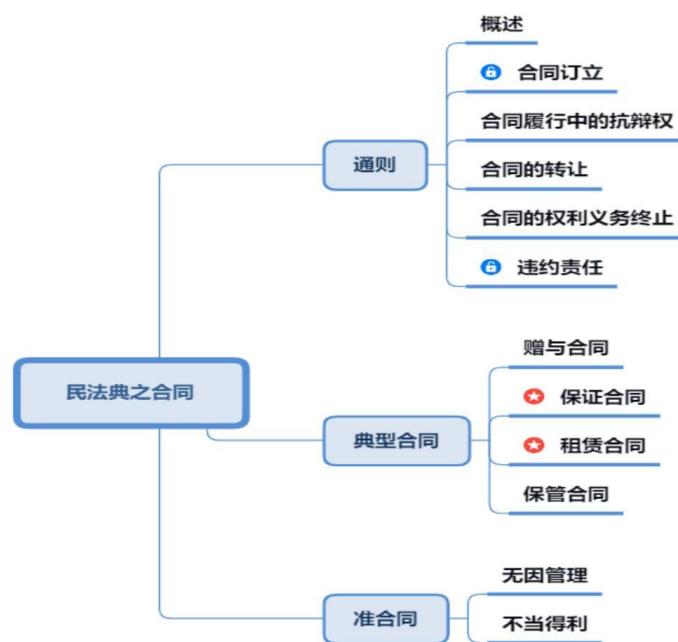 概述
合同订立
合同履行中的抗辩权
通则
合同的转让
合同的权利义务终止
违约责任
民法典之合同
赠与合同
保证合同
典型合同
租赁合同
保管合同
无因管理
准合同
不当得利